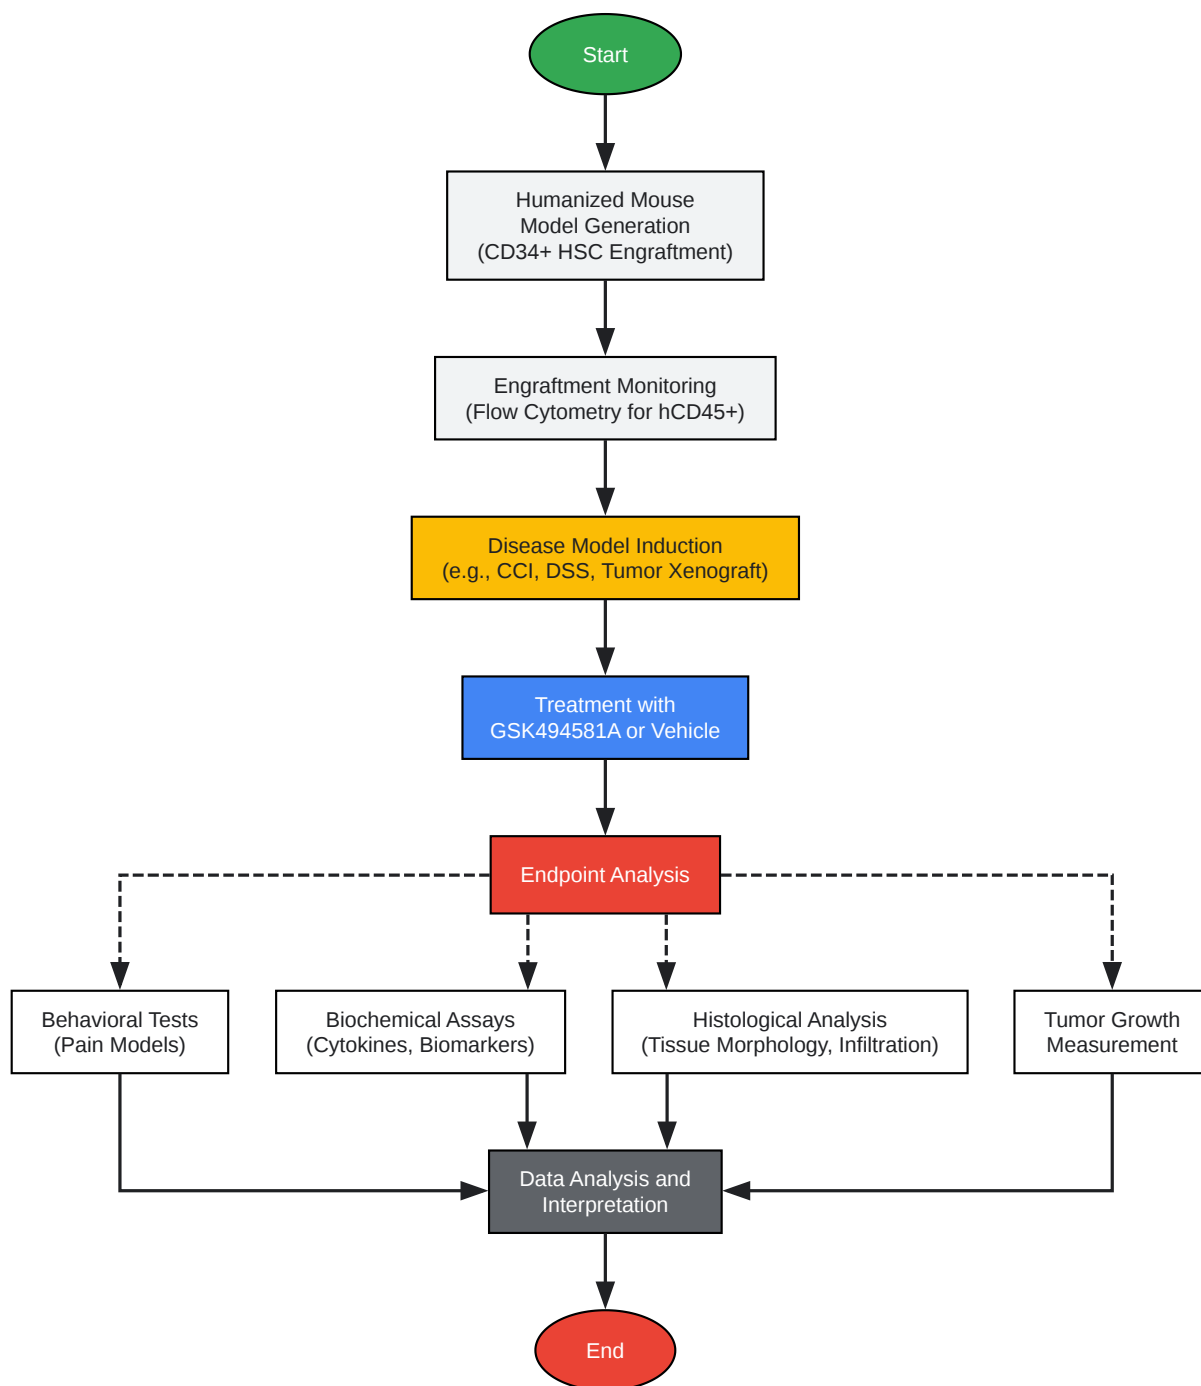 Start
Humanized Mouse
Model Generation
(CD34+ HSC Engraftment)
Engraftment Monitoring
(Flow Cytometry for hCD45+)
Disease Model Induction
(e.g., CCI, DSS, Tumor Xenograft)
Treatment with
GSK494581A or Vehicle
Endpoint Analysis
Behavioral Tests
(Pain Models)
Biochemical Assays
(Cytokines, Biomarkers)
Histological Analysis
(Tissue Morphology, Infiltration)
Tumor Growth
Measurement
Data Analysis and
Interpretation
End